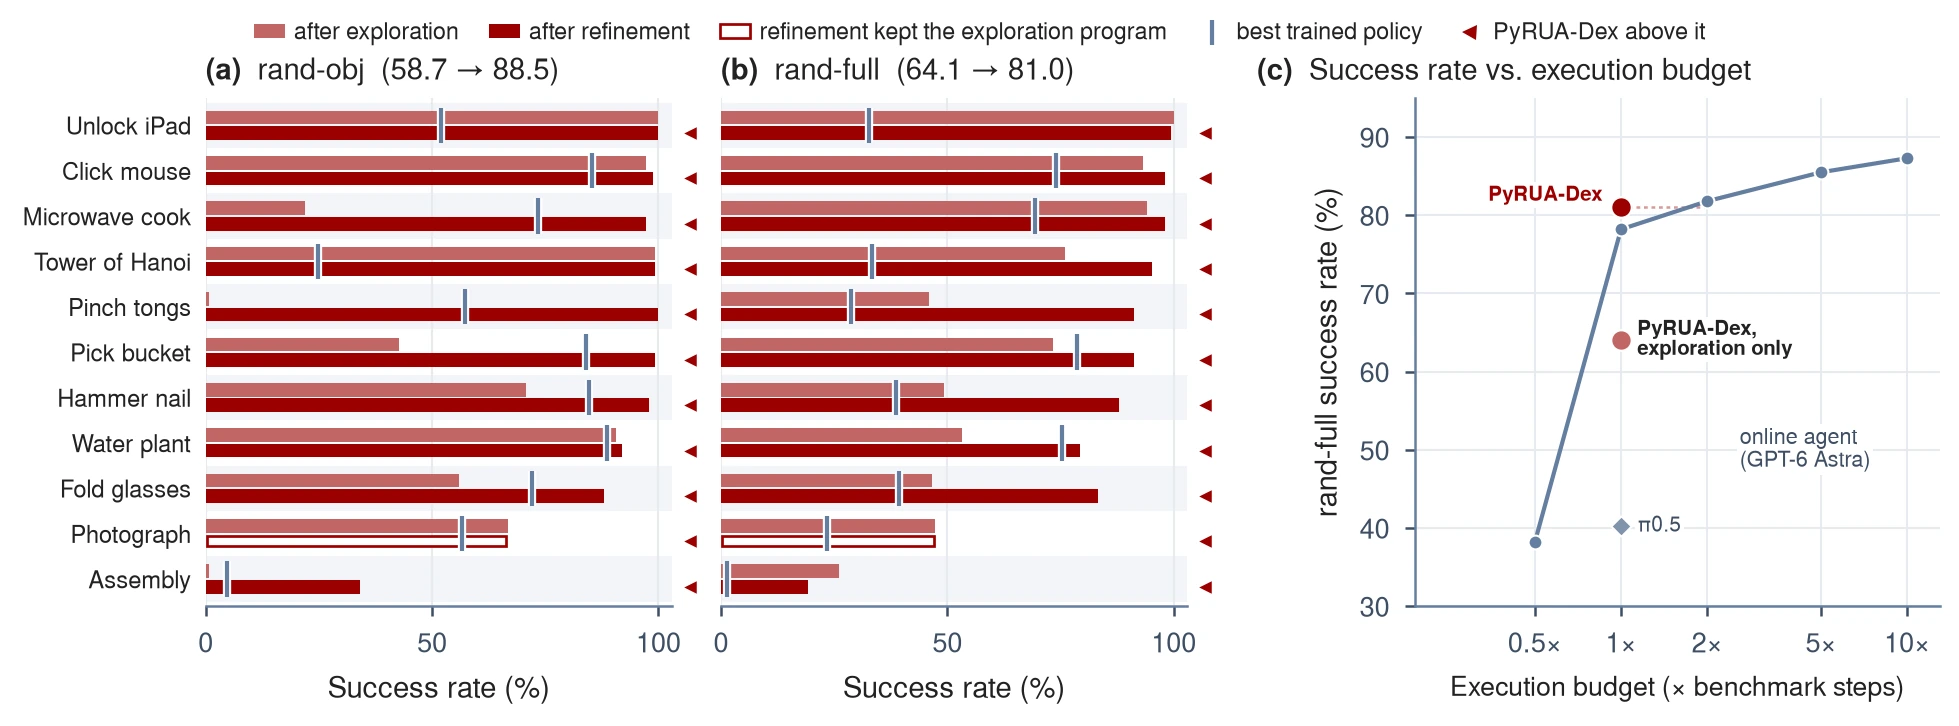 after exploration
after refinement
refinement kept the exploration program
best trained policy
PyRUA-Dex above it
(a) rand-obj (58.7 → 88.5)
(b) rand-full (64.1 → 81.0)
(c) Success rate vs. execution budget
Unlock iPad
Click mouse
Microwave cook
Tower of Hanoi
Pinch tongs
Pick bucket
Hammer nail
Water plant
Fold glasses
Photograph
Assembly
0 50 100
Success rate (%)
0 50 100
Success rate (%)
rand-full success rate (%)
90
80
70
60
50
40
30
PyRUA-Dex
PyRUA-Dex,
exploration only
online agent
(GPT-6 Astra)
π0.5
0.5× 1× 2× 5× 10×
Execution budget (× benchmark steps)